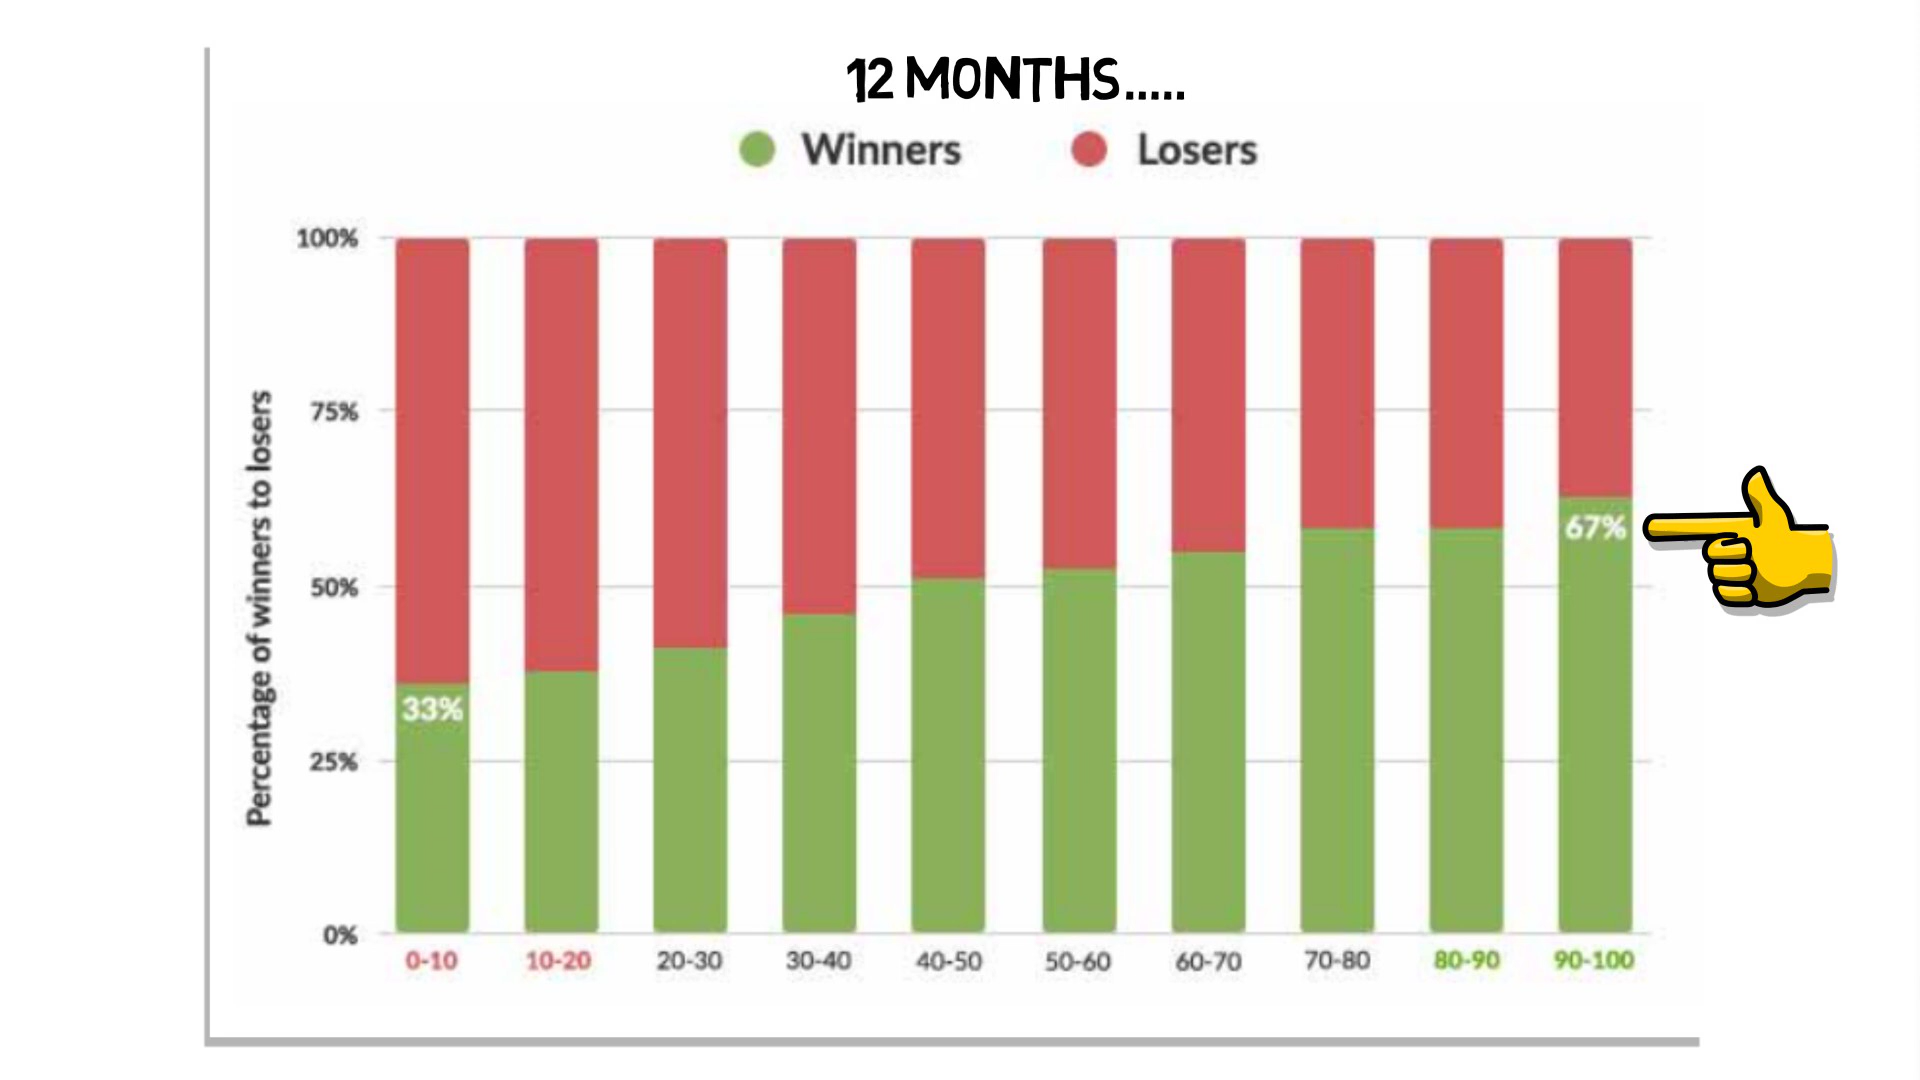 12 MONTHS.....
Winners Losers
Percentage of winners to losers
100%
75%
50%
25%
0%
33%
67%
0-10 10-20 20-30 30-40 40-50 50-60 60-70 70-80 80-90 90-100